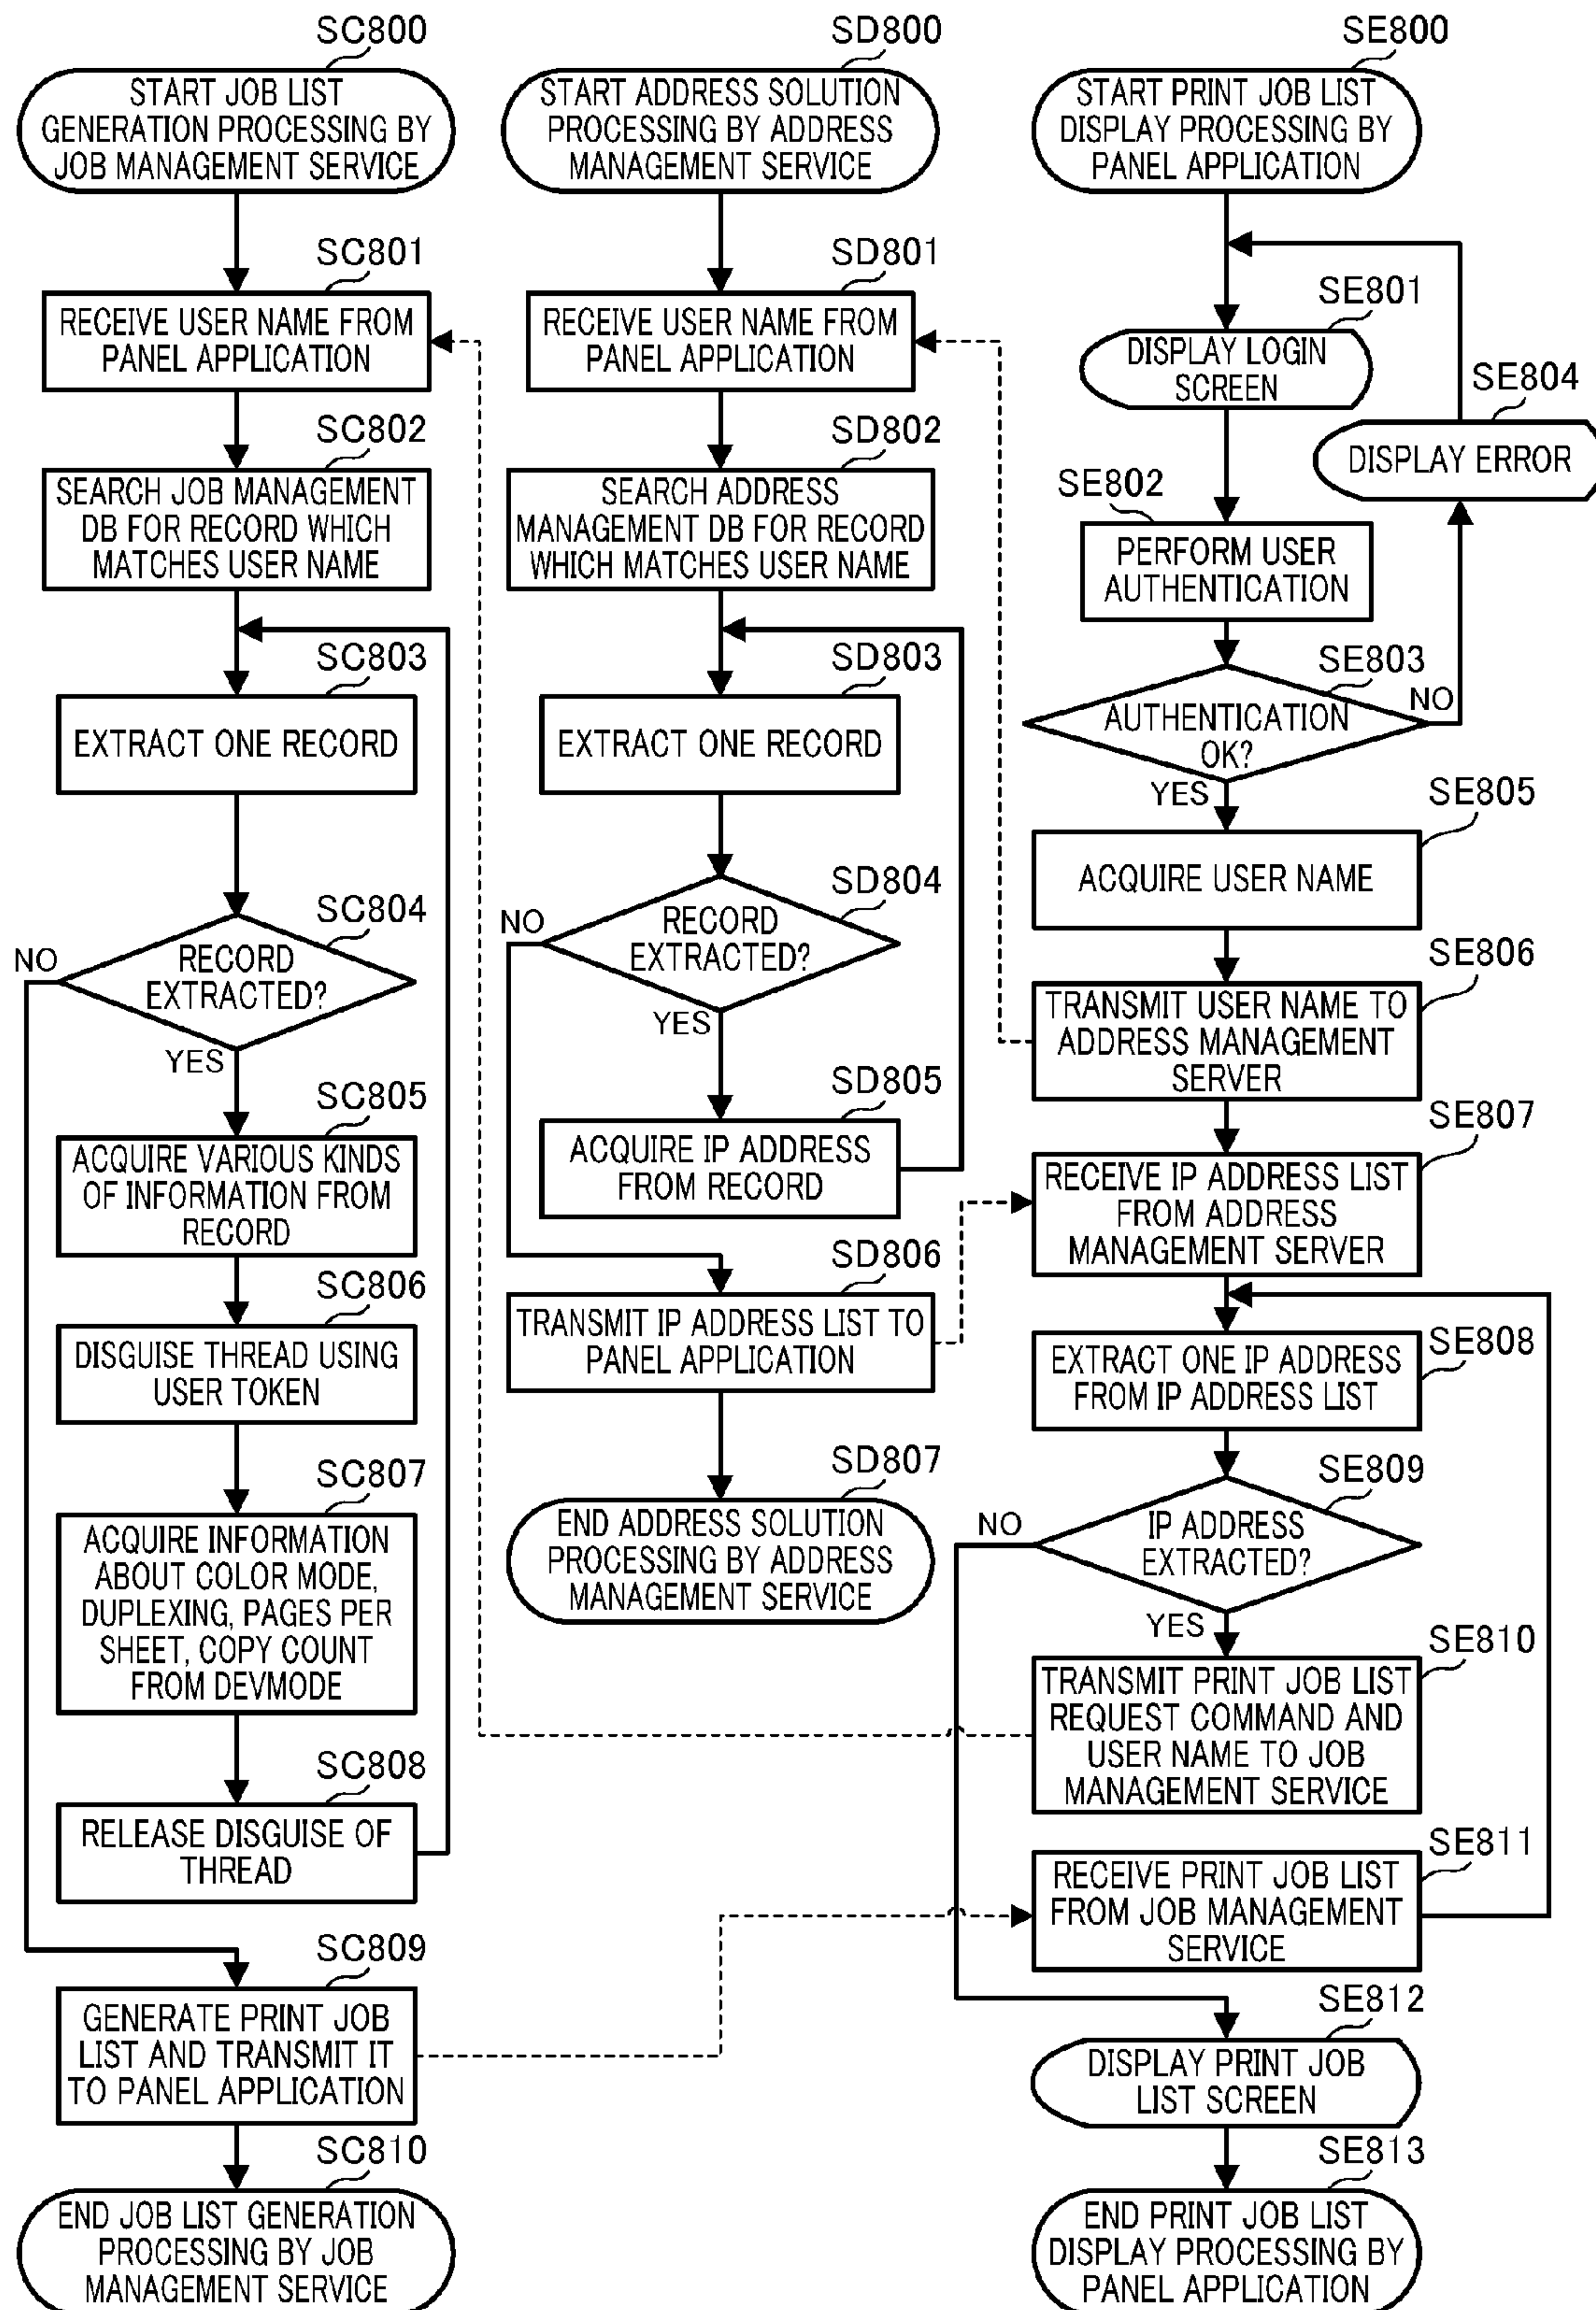 SC800
START JOB LIST
GENERATION PROCESSING BY
JOB MANAGEMENT SERVICE
SC801
RECEIVE USER NAME FROM
PANEL APPLICATION
SC802
SEARCH JOB MANAGEMENT
DB FOR RECORD WHICH
MATCHES USER NAME
SC803
EXTRACT ONE RECORD
SC804
RECORD
EXTRACTED?
NO
YES
SC805
ACQUIRE VARIOUS KINDS
OF INFORMATION FROM
RECORD
SC806
DISGUISE THREAD USING
USER TOKEN
SC807
ACQUIRE INFORMATION
ABOUT COLOR MODE,
DUPLEXING, PAGES PER
SHEET, COPY COUNT
FROM DEVMODE
SC808
RELEASE DISGUISE OF
THREAD
SC809
GENERATE PRINT JOB
LIST AND TRANSMIT IT
TO PANEL APPLICATION
SC810
END JOB LIST GENERATION
PROCESSING BY JOB
MANAGEMENT SERVICE
SD800
START ADDRESS SOLUTION
PROCESSING BY ADDRESS
MANAGEMENT SERVICE
SD801
RECEIVE USER NAME FROM
PANEL APPLICATION
SD802
SEARCH ADDRESS
MANAGEMENT DB FOR RECORD
WHICH MATCHES USER NAME
SD803
EXTRACT ONE RECORD
SD804
RECORD
EXTRACTED?
NO
YES
SD805
ACQUIRE IP ADDRESS
FROM RECORD
SD806
TRANSMIT IP ADDRESS LIST TO
PANEL APPLICATION
SD807
END ADDRESS SOLUTION
PROCESSING BY ADDRESS
MANAGEMENT SERVICE
SE800
START PRINT JOB LIST
DISPLAY PROCESSING BY
PANEL APPLICATION
SE801
DISPLAY LOGIN
SCREEN
SE804
DISPLAY ERROR
SE802
PERFORM USER
AUTHENTICATION
SE803
AUTHENTICATION
OK?
NO
YES
SE805
ACQUIRE USER NAME
SE806
TRANSMIT USER NAME TO
ADDRESS MANAGEMENT
SERVER
SE807
RECEIVE IP ADDRESS LIST
FROM ADDRESS
MANAGEMENT SERVER
SE808
EXTRACT ONE IP ADDRESS
FROM IP ADDRESS LIST
SE809
IP ADDRESS
EXTRACTED?
NO
YES
SE810
TRANSMIT PRINT JOB LIST
REQUEST COMMAND AND
USER NAME TO JOB
MANAGEMENT SERVICE
SE811
RECEIVE PRINT JOB LIST
FROM JOB MANAGEMENT
SERVICE
SE812
DISPLAY PRINT JOB
LIST SCREEN
SE813
END PRINT JOB LIST
DISPLAY PROCESSING BY
PANEL APPLICATION